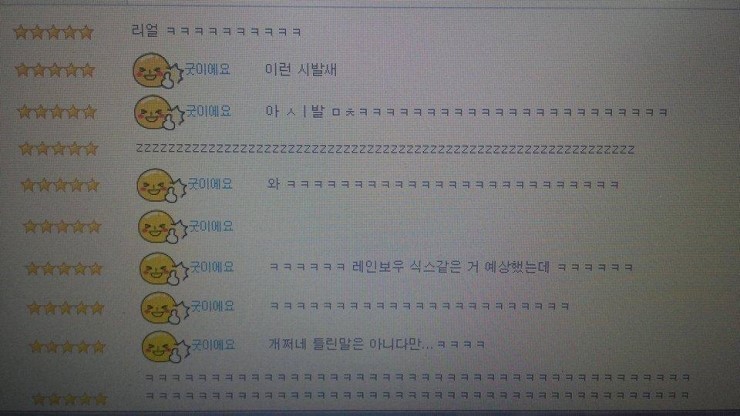 리얼 ㅋㅋㅋㅋㅋㅋㅋㅋㅋㅋ
굿이에요 이런 시발새
굿이에요 아 ㅅㅣ발 ㅁㅊㅋㅋㅋㅋㅋㅋㅋㅋㅋㅋㅋㅋㅋㅋㅋㅋㅋㅋㅋㅋㅋㅋㅋ
zzzzzzzzzzzzzzzzzzzzzzzzzzzzzzzzzzzzzzzzzzzzzzzzzzzzzzzzzzzzzz
굿이에요 와 ㅋㅋㅋㅋㅋㅋㅋㅋㅋㅋㅋㅋㅋㅋㅋㅋㅋㅋㅋㅋㅋㅋㅋㅋㅋ
굿이에요
굿이에요 ㅋㅋㅋㅋㅋㅋ 레인보우 식스같은 거 예상했는데 ㅋㅋㅋㅋㅋㅋ
굿이에요 ㅋㅋㅋㅋㅋㅋㅋㅋㅋㅋㅋㅋㅋㅋㅋㅋㅋㅋㅋㅋㅋㅋㅋ
굿이에요 개쩌네 틀린말은 아니다만...ㅋㅋㅋㅋ
ㅋㅋㅋㅋㅋㅋㅋㅋㅋㅋㅋㅋㅋㅋㅋㅋㅋㅋㅋㅋㅋㅋㅋㅋㅋㅋㅋㅋㅋㅋㅋㅋㅋㅋㅋㅋㅋㅋㅋㅋㅋ
ㅋㅋㅋㅋㅋㅋㅋㅋㅋㅋㅋㅋㅋㅋㅋㅋㅋㅋㅋㅋㅋㅋㅋㅋㅋㅋㅋㅋㅋㅋㅋㅋㅋㅋㅋㅋㅋㅋㅋㅋㅋ